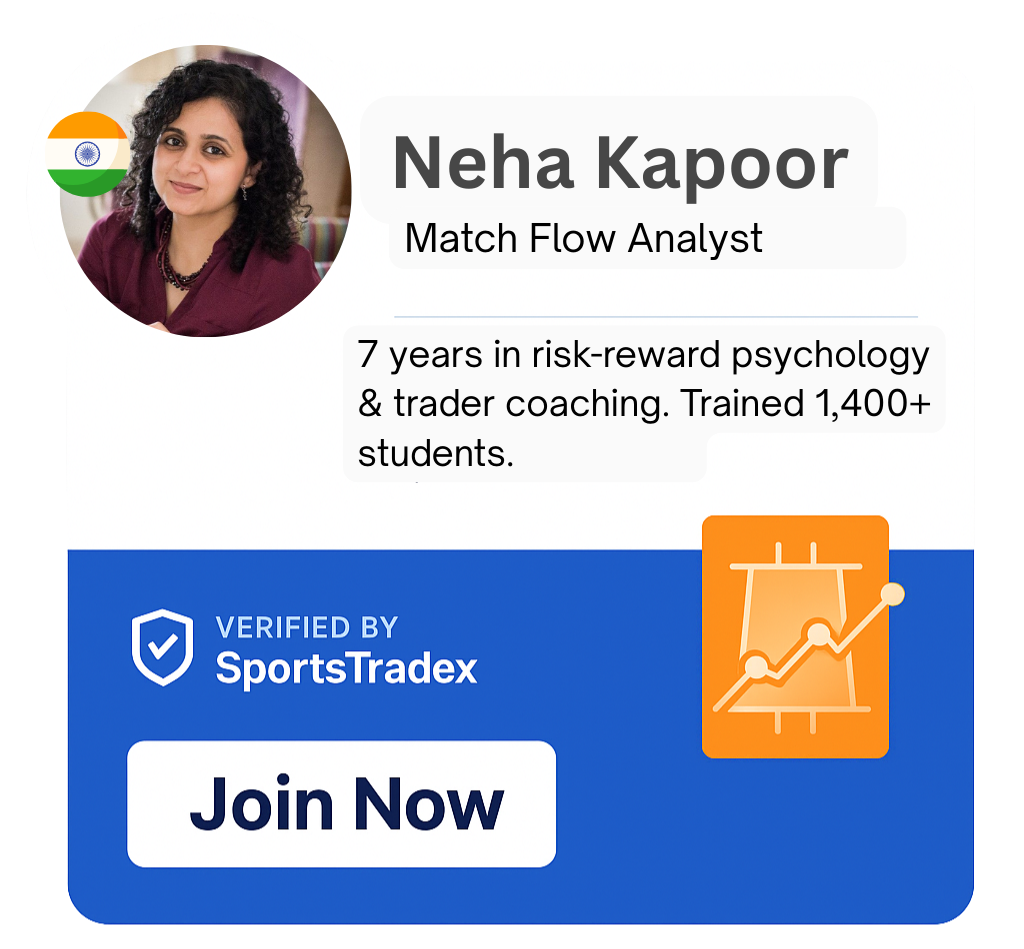 Neha Kapoor
Match Flow Analyst
7 years in risk-reward psychology
& trader coaching. Trained 1,400+
students.
VERIFIED BY
SportsTradex
Join Now